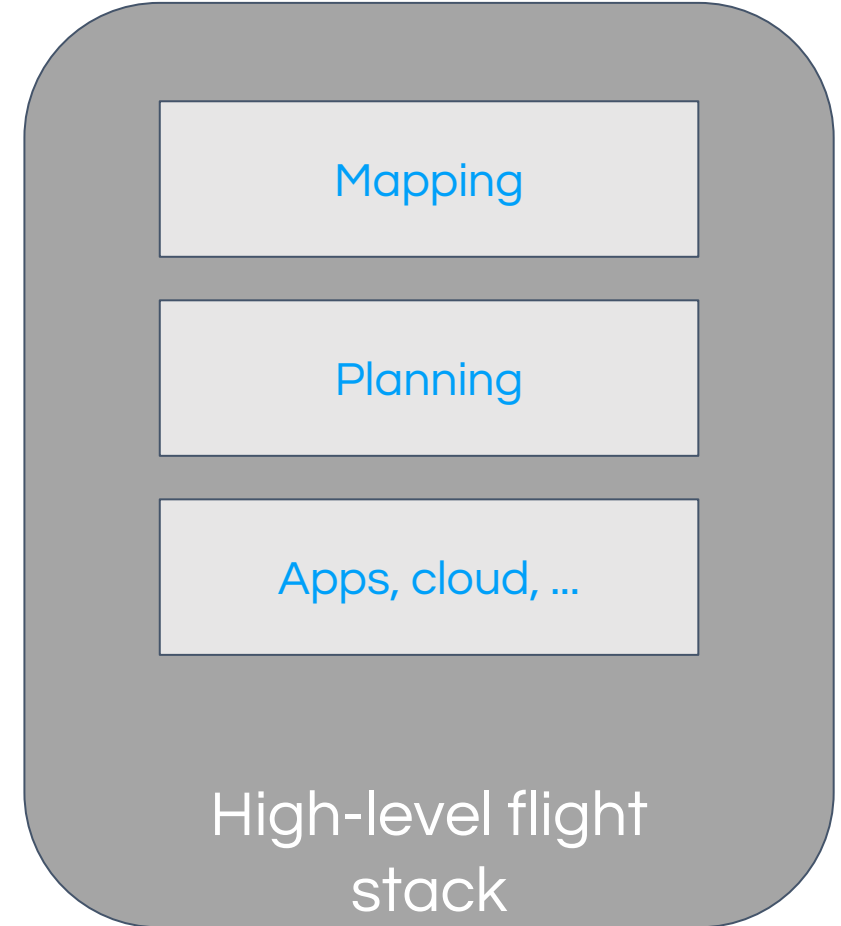 Mapping
Planning
Apps, cloud, ...
High-level flight
stack